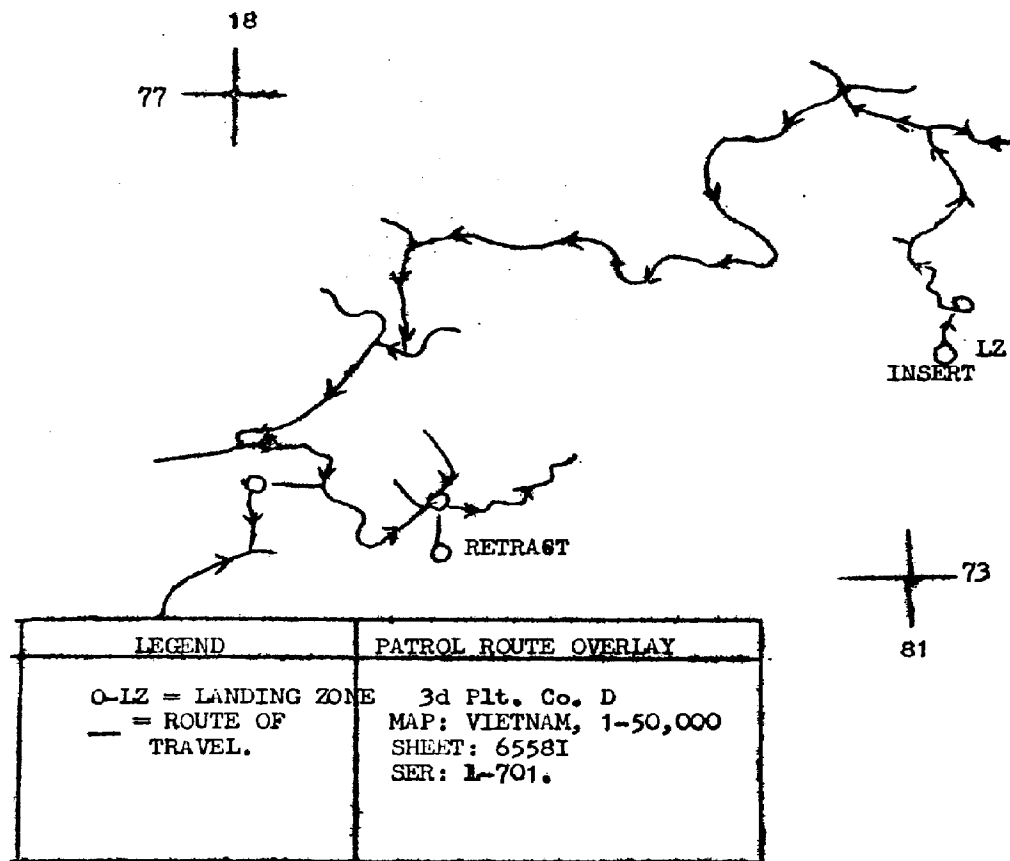 18
77
LZ
INSERT
RETRACT
73
81
LEGEND
PATROL ROUTE OVERLAY
O-LZ = LANDING ZONE
__ = ROUTE OF
TRAVEL.
3d Plt. Co. D
MAP: VIETNAM, 1-50,000
SHEET: 6558I
SER: L-701.